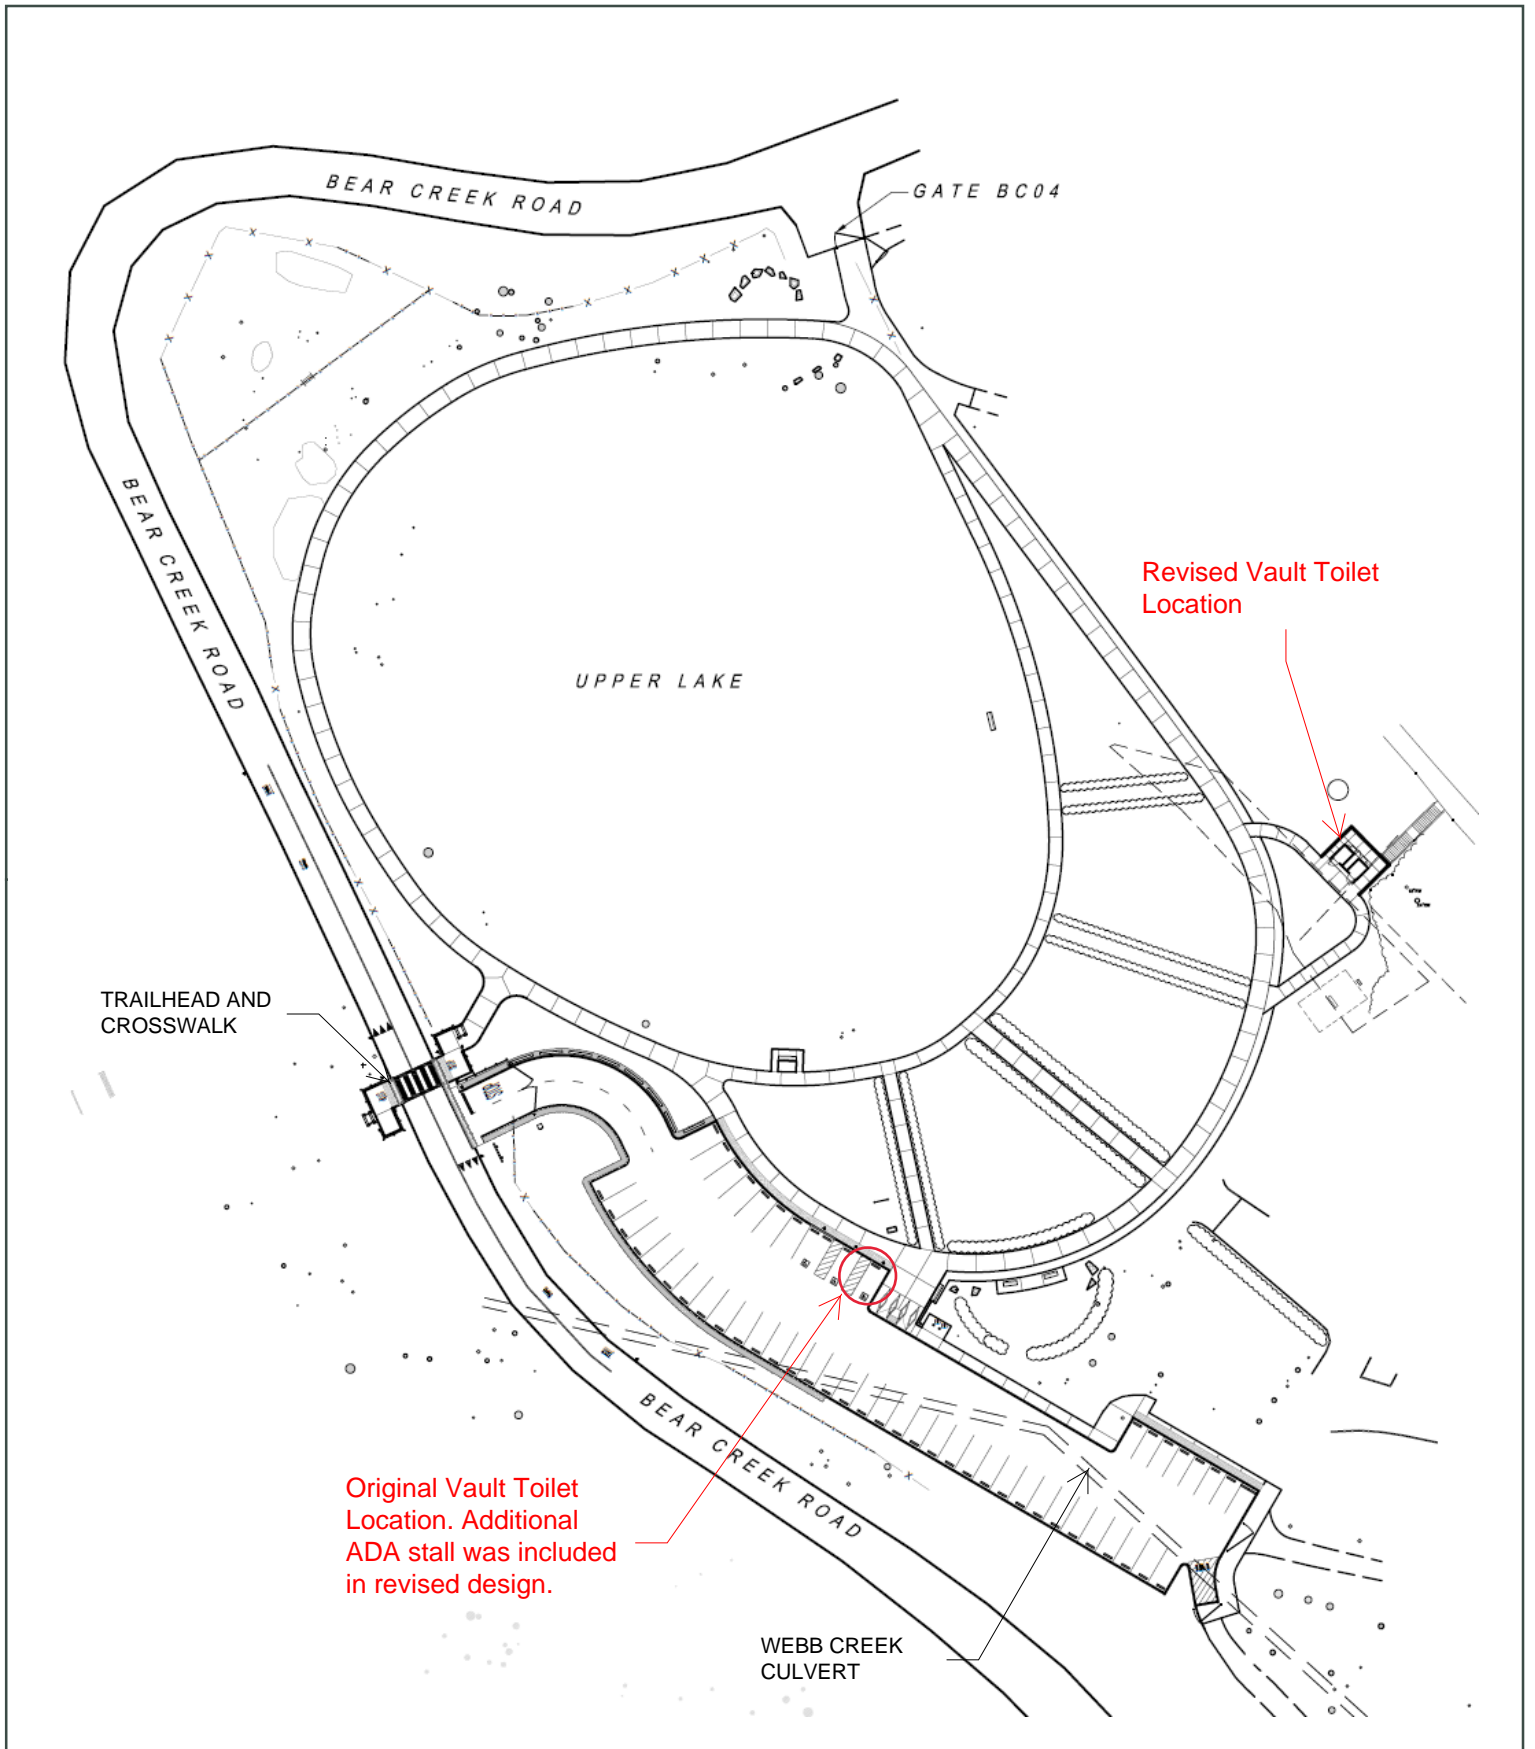 BEAR CREEK ROAD
GATE BC04
BEAR CREEK ROAD
Revised Vault Toilet
Location
UPPER LAKE
TRAILHEAD AND
CROSSWALK
BEAR CREEK ROAD
Original Vault Toilet
Location. Additional
ADA stall was included
in revised design.
WEBB CREEK
CULVERT